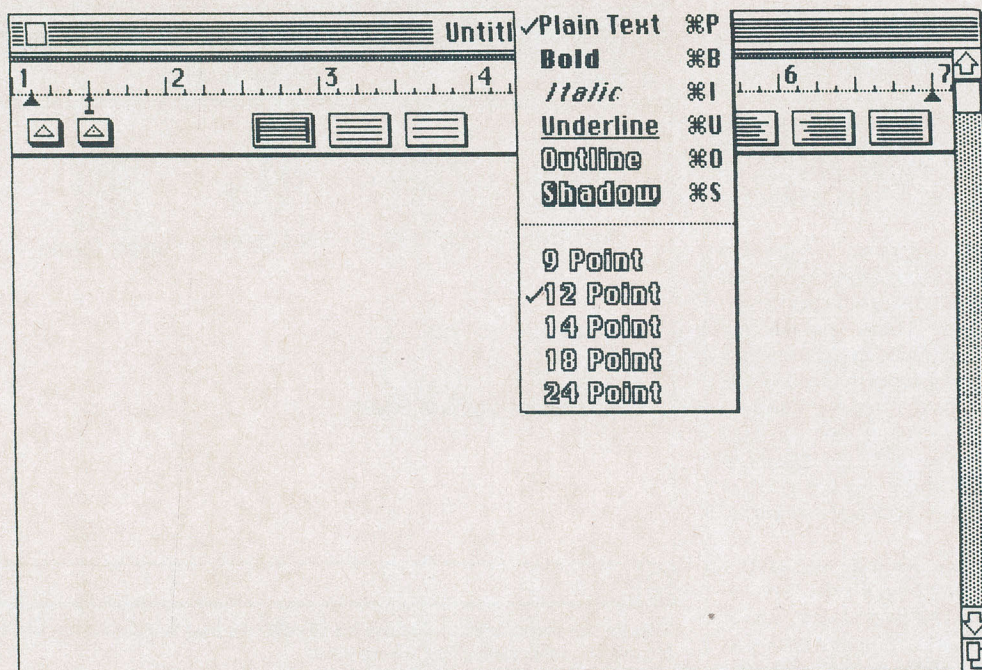 Untitl
✓Plain Text ⌘P
Bold ⌘B
Italic ⌘I
Underline ⌘U
Outline ⌘O
Shadow ⌘S
9 Point
✓12 Point
14 Point
18 Point
24 Point
1 2 3 4 6 7